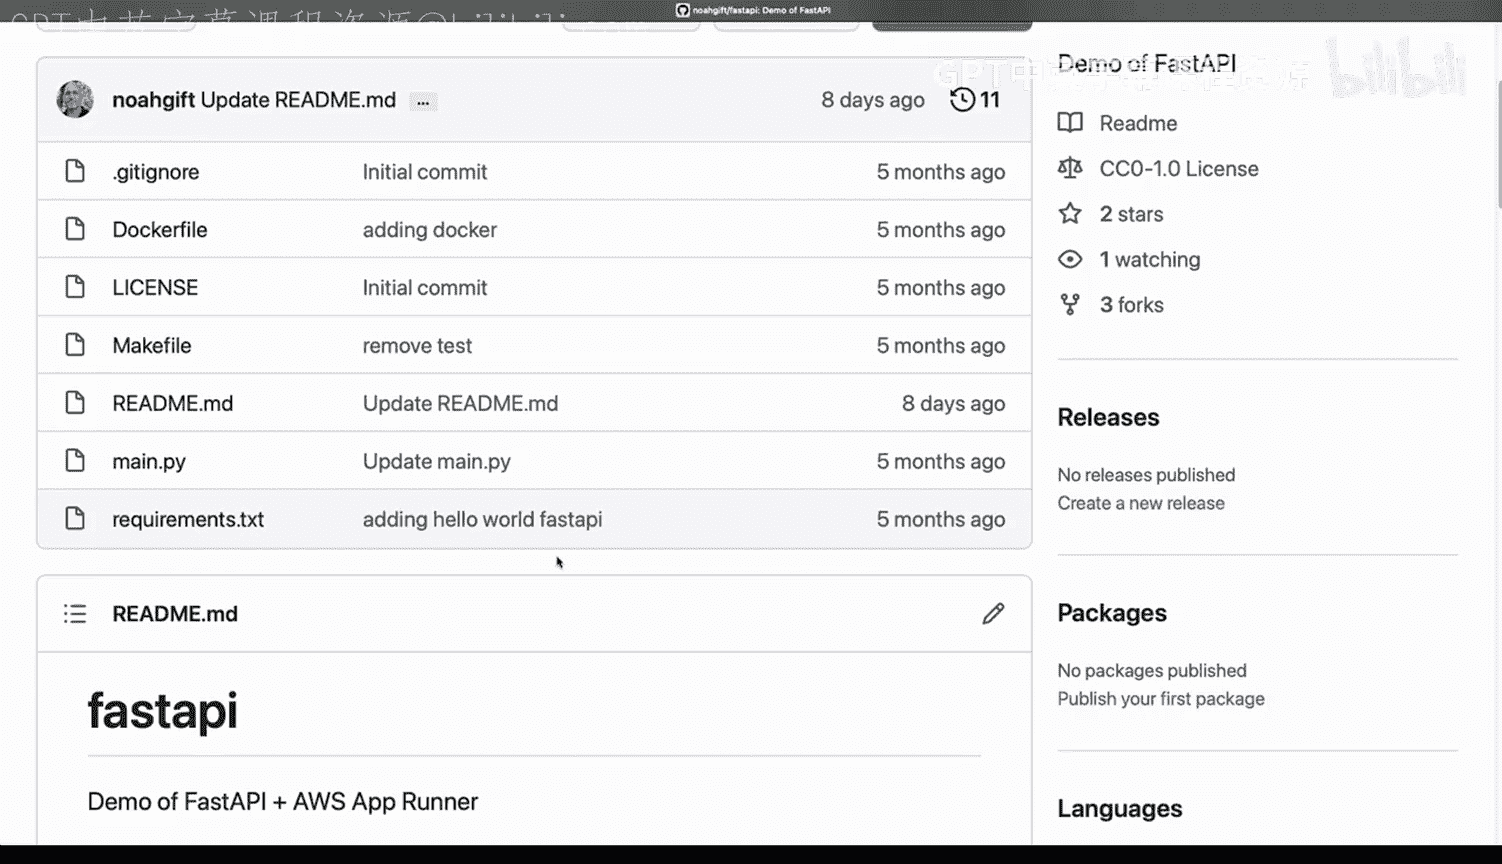 noahgift/fastapi: Demo of FastAPI
noahgift Update README.md ... 8 days ago 11
.gitignore Initial commit 5 months ago
Dockerfile adding docker 5 months ago
LICENSE Initial commit 5 months ago
Makefile remove test 5 months ago
README.md Update README.md 8 days ago
main.py Update main.py 5 months ago
requirements.txt adding hello world fastapi 5 months ago
README.md
fastapi
Demo of FastAPI + AWS App Runner
Demo of FastAPI
bilibili
Readme
CC0-1.0 License
2 stars
1 watching
3 forks
Releases
No releases published
Create a new release
Packages
No packages published
Publish your first package
Languages